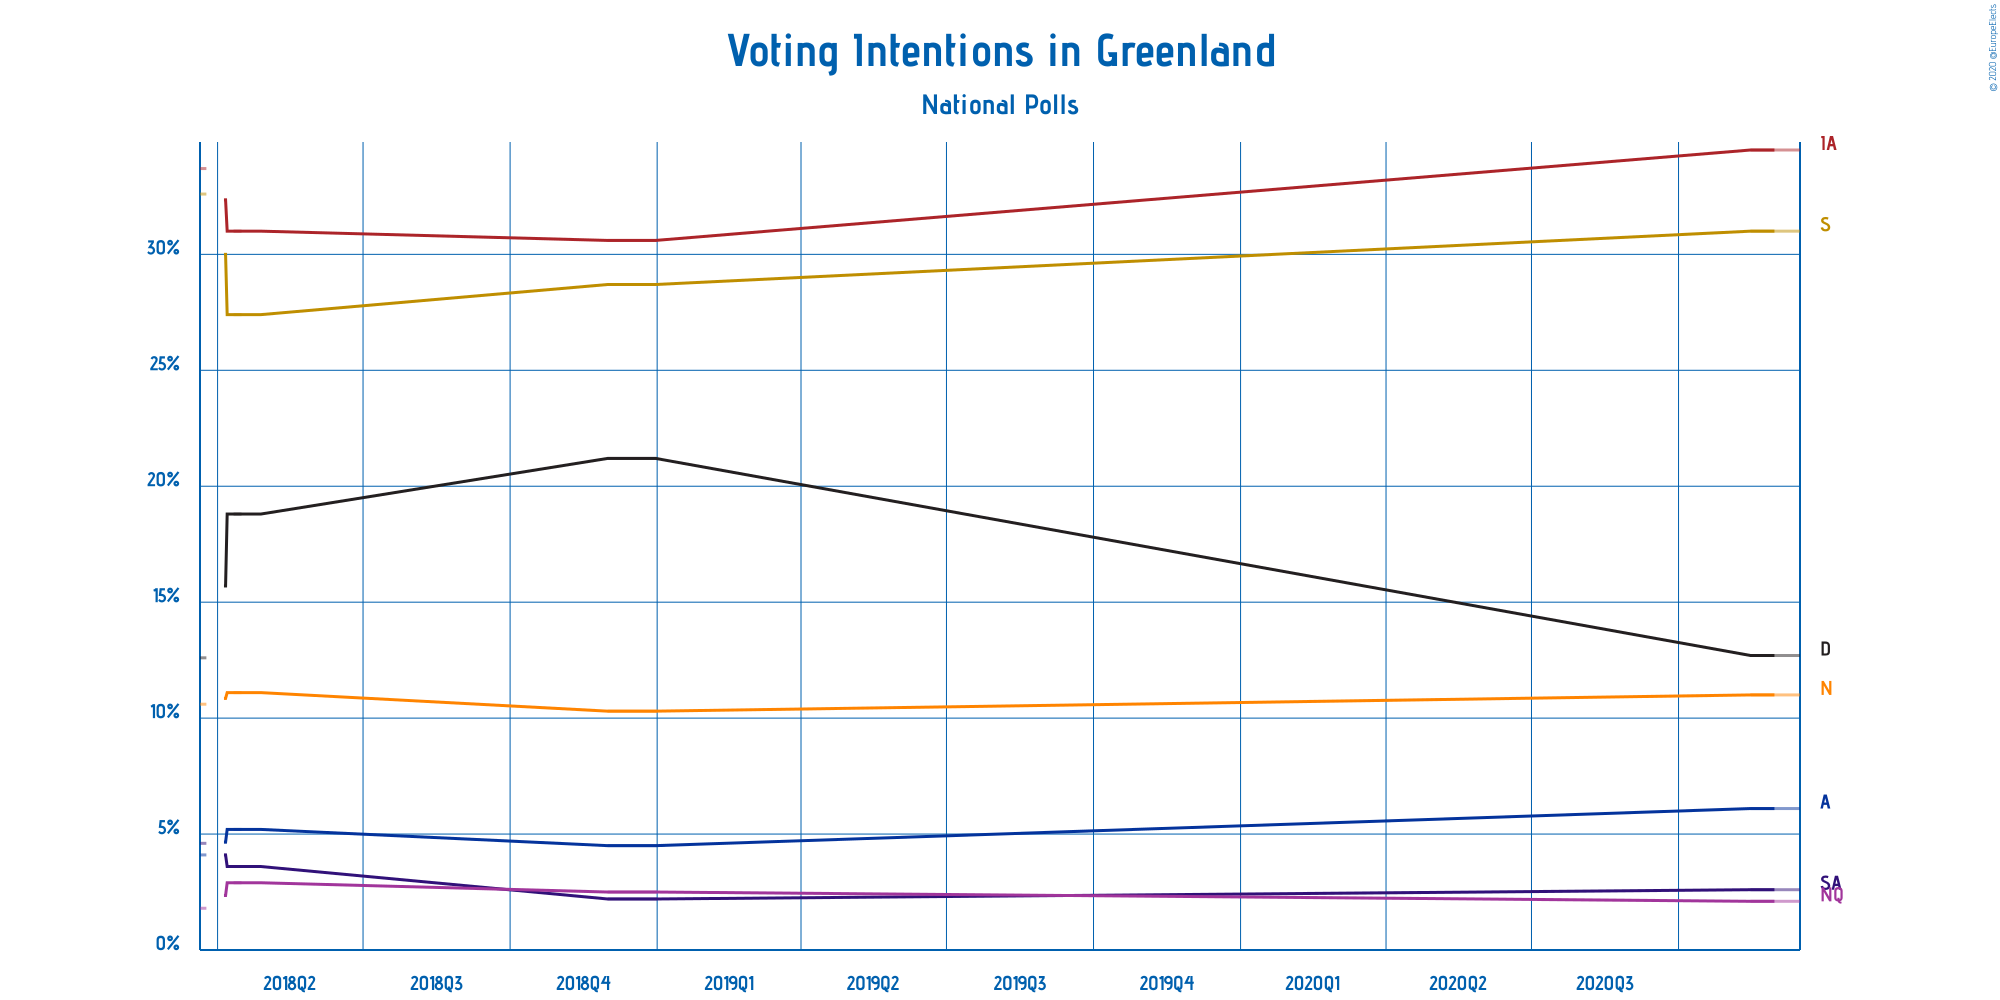 Voting Intentions in Greenland
National Polls
© 2020 @EuropeElects
30%
25%
20%
15%
10%
5%
0%
IA
S
D
N
A
SA
NQ
2018Q2 2018Q3 2018Q4 2019Q1 2019Q2 2019Q3 2019Q4 2020Q1 2020Q2 2020Q3